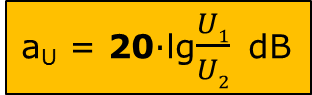 a_U = 20·lg U_1/U_2 dB